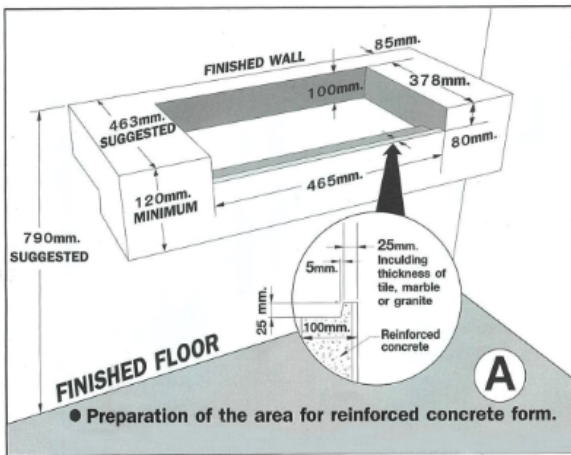 FINISHED WALL
85mm.
378mm.
100mm.
463mm.
SUGGESTED
80mm.
465mm.
120mm.
MINIMUM
790mm.
SUGGESTED
25mm.
Inculding
thickness of
tile, marble
or granite
5mm.
25 mm.
100mm.
Reinforced
concrete
FINISHED FLOOR
A
● Preparation of the area for reinforced concrete form.